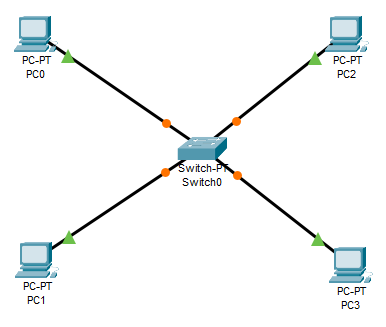 PC-PT
PC0
PC-PT
PC2
Switch-PT
Switch0
PC-PT
PC1
PC-PT
PC3